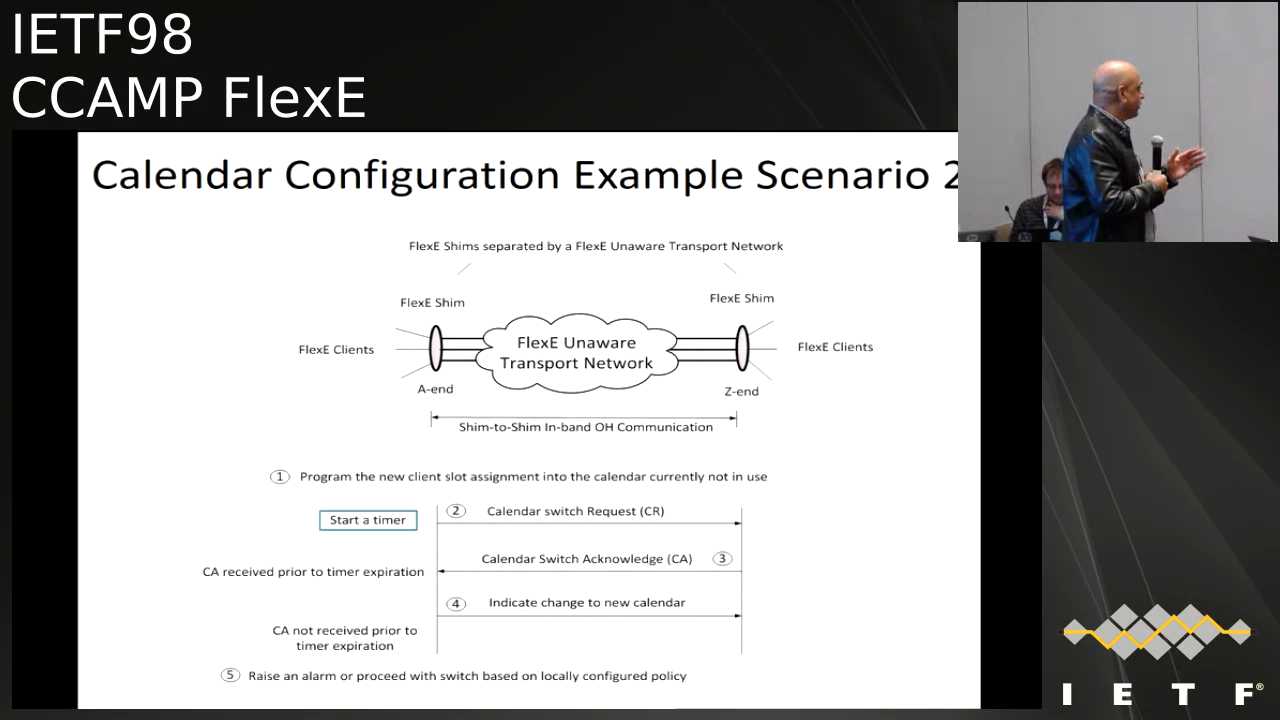 IETF98
CCAMP FlexE
Calendar Configuration Example Scenario 2
FlexE Shims separated by a FlexE Unaware Transport Network
FlexE Shim
FlexE Shim
FlexE Clients
FlexE Unaware
Transport Network
FlexE Clients
A-end
Z-end
Shim-to-Shim In-band OH Communication
1 Program the new client slot assignment into the calendar currently not in use
Start a timer
2 Calendar switch Request (CR)
Calendar Switch Acknowledge (CA) 3
CA received prior to timer expiration
4 Indicate change to new calendar
CA not received prior to
timer expiration
5 Raise an alarm or proceed with switch based on locally configured policy
I E T F®